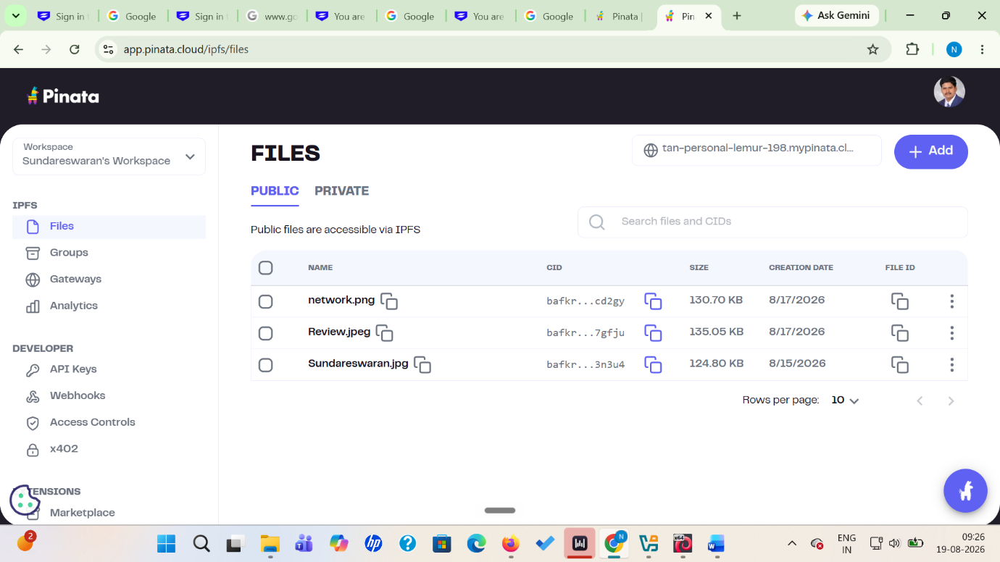 Sign in
Google
Sign in
www.go
You are
Google
You are
Google
Pinata |
Pin
Ask Gemini
app.pinata.cloud/ipfs/files
N
Pinata
Workspace
Sundareswaran's Workspace
IPFS
Files
Groups
Gateways
Analytics
DEVELOPER
API Keys
Webhooks
Access Controls
x402
TENSIONS
Marketplace
FILES
tan-personal-lemur-198.mypinata.cl...
+ Add
PUBLIC PRIVATE
Public files are accessible via IPFS
Search files and CIDs
NAME CID SIZE CREATION DATE FILE ID
network.png bafkr...cd2gy 130.70 KB 8/17/2026
Review.jpeg bafkr...7gfju 135.05 KB 8/17/2026
Sundareswaran.jpg bafkr...3n3u4 124.80 KB 8/15/2026
Rows per page: 10
2
hp
?
N
x64
W
ENG
IN
09:26
19-08-2026